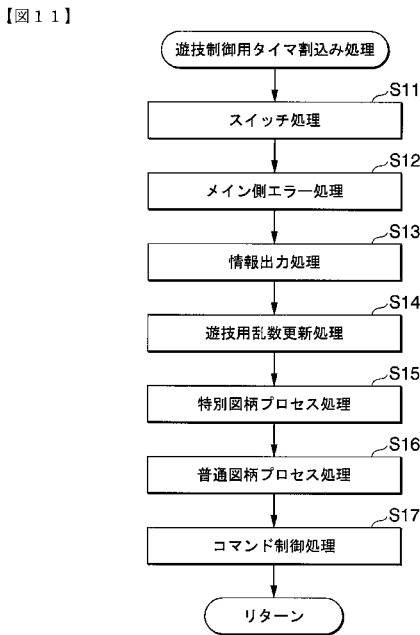 【図１１】
遊技制御用タイマ割込み処理
S11
スイッチ処理
S12
メイン側エラー処理
S13
情報出力処理
S14
遊技用乱数更新処理
S15
特別図柄プロセス処理
S16
普通図柄プロセス処理
S17
コマンド制御処理
リターン